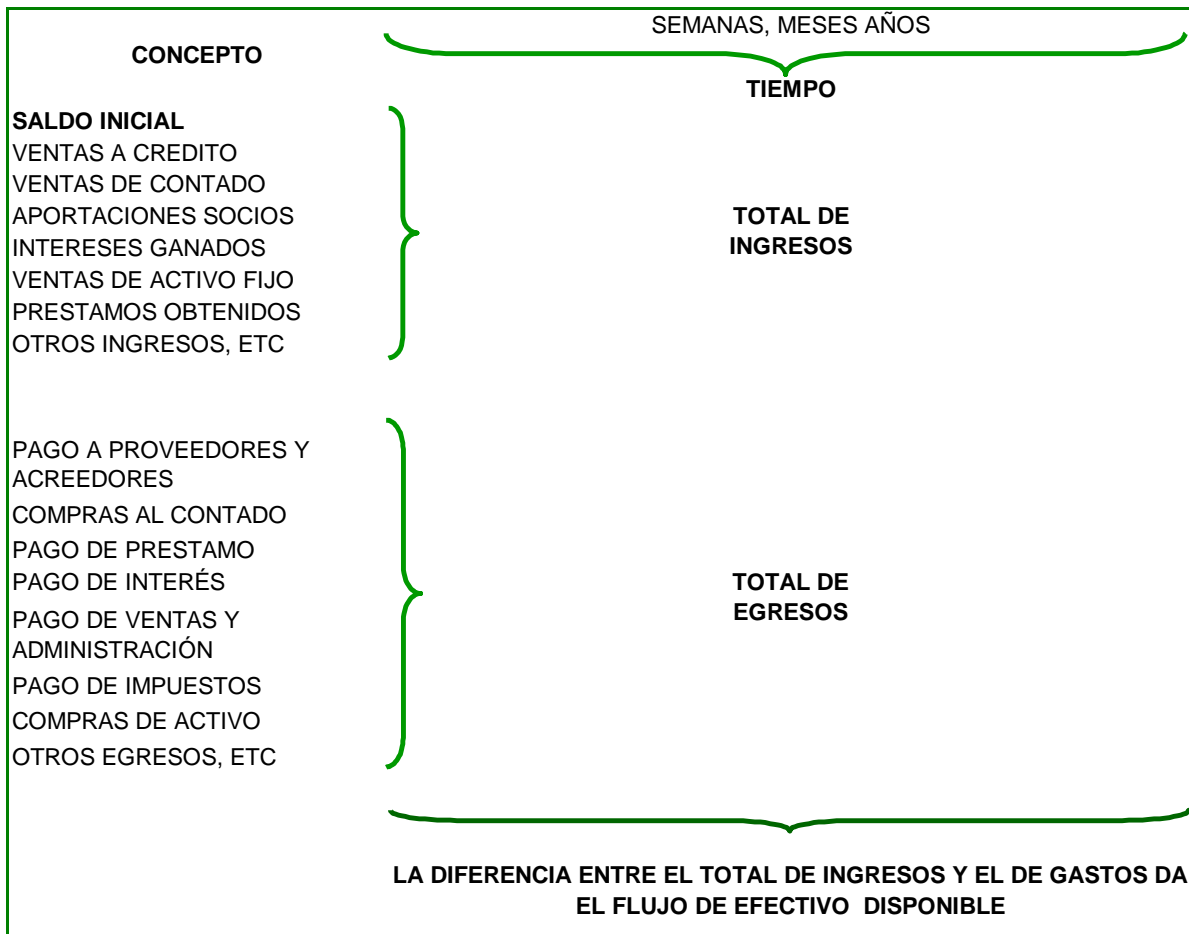 SEMANAS, MESES AÑOS
CONCEPTO
TIEMPO
SALDO INICIAL
VENTAS A CREDITO
VENTAS DE CONTADO
APORTACIONES SOCIOS
INTERESES GANADOS
VENTAS DE ACTIVO FIJO
PRESTAMOS OBTENIDOS
OTROS INGRESOS, ETC
TOTAL DE
INGRESOS
PAGO A PROVEEDORES Y
ACREEDORES
COMPRAS AL CONTADO
PAGO DE PRESTAMO
PAGO DE INTERÉS
PAGO DE VENTAS Y
ADMINISTRACIÓN
PAGO DE IMPUESTOS
COMPRAS DE ACTIVO
OTROS EGRESOS, ETC
TOTAL DE
EGRESOS
LA DIFERENCIA ENTRE EL TOTAL DE INGRESOS Y EL DE GASTOS DA
EL FLUJO DE EFECTIVO DISPONIBLE